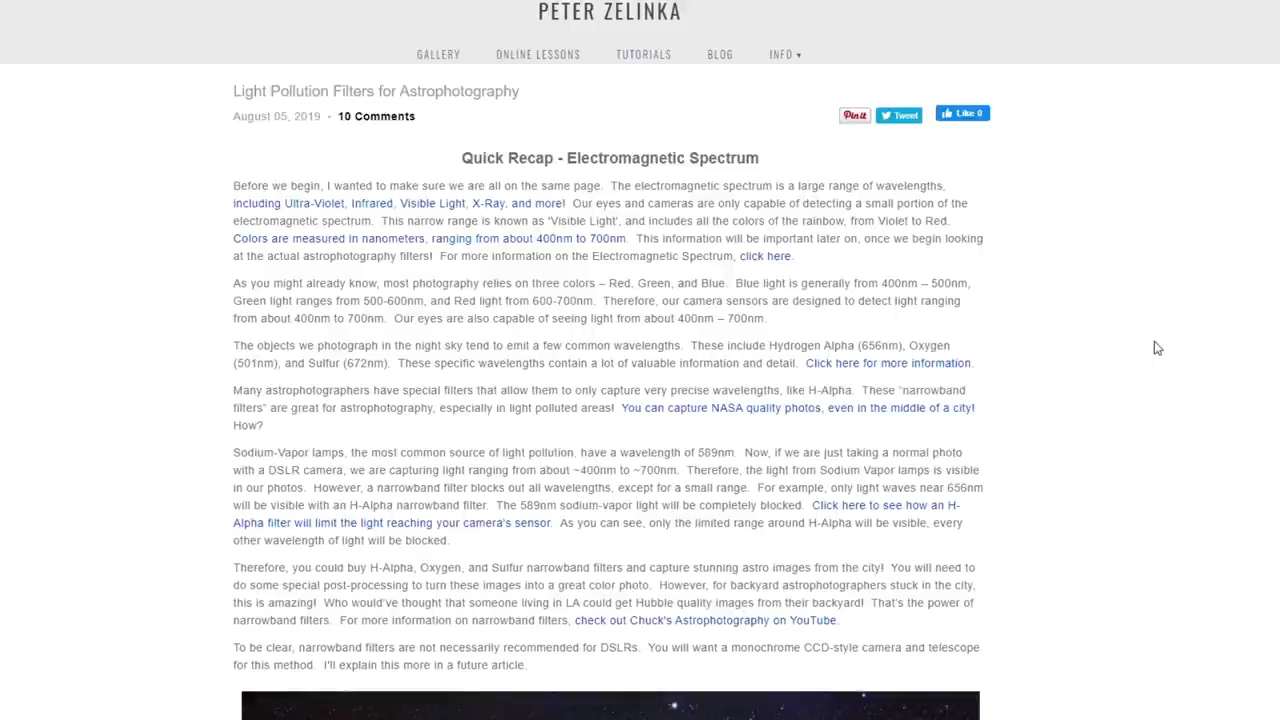 PETER ZELINKA
GALLERY ONLINE LESSONS TUTORIALS BLOG INFO ▾
Light Pollution Filters for Astrophotography
August 05, 2019 • 10 Comments
Pin it Tweet Like 0
Quick Recap - Electromagnetic Spectrum
Before we begin, I wanted to make sure we are all on the same page. The electromagnetic spectrum is a large range of wavelengths,
including Ultra-Violet, Infrared, Visible Light, X-Ray, and more! Our eyes and cameras are only capable of detecting a small portion of the
electromagnetic spectrum. This narrow range is known as 'Visible Light', and includes all the colors of the rainbow, from Violet to Red.
Colors are measured in nanometers, ranging from about 400nm to 700nm. This information will be important later on, once we begin looking
at the actual astrophotography filters! For more information on the Electromagnetic Spectrum, click here.
As you might already know, most photography relies on three colors – Red, Green, and Blue. Blue light is generally from 400nm – 500nm,
Green light ranges from 500-600nm, and Red light from 600-700nm. Therefore, our camera sensors are designed to detect light ranging
from about 400nm to 700nm. Our eyes are also capable of seeing light from about 400nm – 700nm.
The objects we photograph in the night sky tend to emit a few common wavelengths. These include Hydrogen Alpha (656nm), Oxygen
(501nm), and Sulfur (672nm). These specific wavelengths contain a lot of valuable information and detail. Click here for more information.
Many astrophotographers have special filters that allow them to only capture very precise wavelengths, like H-Alpha. These “narrowband
filters” are great for astrophotography, especially in light polluted areas! You can capture NASA quality photos, even in the middle of a city!
How?
Sodium-Vapor lamps, the most common source of light pollution, have a wavelength of 589nm. Now, if we are just taking a normal photo
with a DSLR camera, we are capturing light ranging from about ~400nm to ~700nm. Therefore, the light from Sodium Vapor lamps is visible
in our photos. However, a narrowband filter blocks out all wavelengths, except for a small range. For example, only light waves near 656nm
will be visible with an H-Alpha narrowband filter. The 589nm sodium-vapor light will be completely blocked. Click here to see how an H-
Alpha filter will limit the light reaching your camera's sensor. As you can see, only the limited range around H-Alpha will be visible, every
other wavelength of light will be blocked.
Therefore, you could buy H-Alpha, Oxygen, and Sulfur narrowband filters and capture stunning astro images from the city! You will need to
do some special post-processing to turn these images into a great color photo. However, for backyard astrophotographers stuck in the city,
this is amazing! Who would've thought that someone living in LA could get Hubble quality images from their backyard! That's the power of
narrowband filters. For more information on narrowband filters, check out Chuck's Astrophotography on YouTube.
To be clear, narrowband filters are not necessarily recommended for DSLRs. You will want a monochrome CCD-style camera and telescope
for this method. I'll explain this more in a future article.